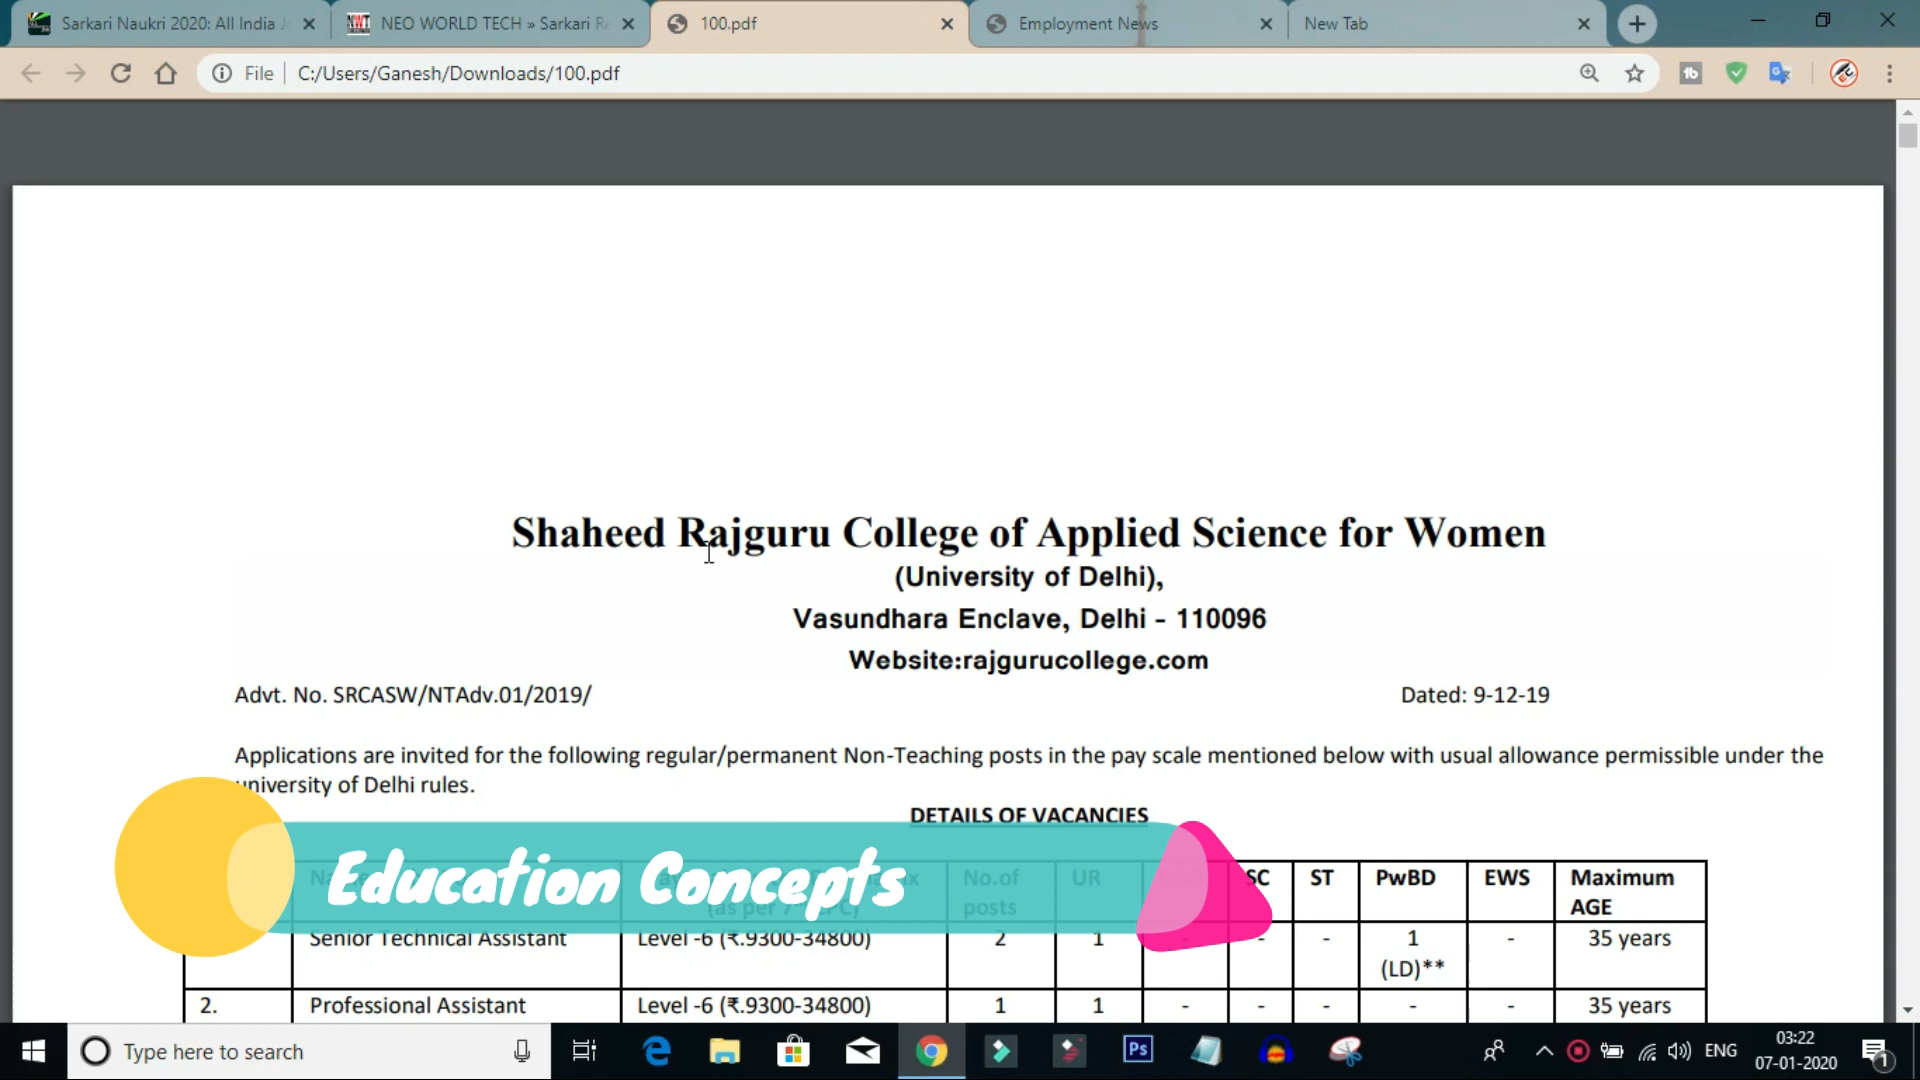 Sarkari Naukri 2020: All India J
NEO WORLD TECH » Sarkari Re
100.pdf
Employment News
New Tab
File
C:/Users/Ganesh/Downloads/100.pdf
Shaheed Rajguru College of Applied Science for Women
(University of Delhi),
Vasundhara Enclave, Delhi - 110096
Website:rajgurucollege.com
Advt. No. SRCASW/NTAdv.01/2019/ Dated: 9-12-19
Applications are invited for the following regular/permanent Non-Teaching posts in the pay scale mentioned below with usual allowance permissible under the
university of Delhi rules.
DETAILS OF VACANCIES
Education Concepts
No.of posts UR SC ST PwBD EWS Maximum AGE
Senior Technical Assistant Level -6 (₹.9300-34800) 2 1 - - - 1 (LD)** - 35 years
2. Professional Assistant Level -6 (₹.9300-34800) 1 1 - - - - - 35 years
Type here to search
Ps
ENG
03:22
07-01-2020
1